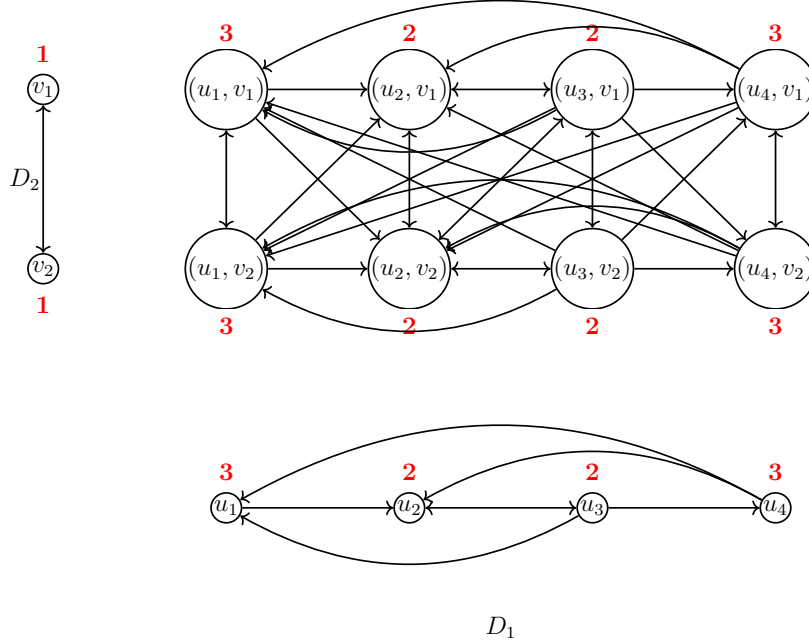 3 2 2 3
1
(u₁, v₁) (u₂, v₁) (u₃, v₁) (u₄, v₁)
v₁
D₂
(u₁, v₂) (u₂, v₂) (u₃, v₂) (u₄, v₂)
v₂
1
3 2 2 3
3 2 2 3
u₁ u₂ u₃ u₄
D₁